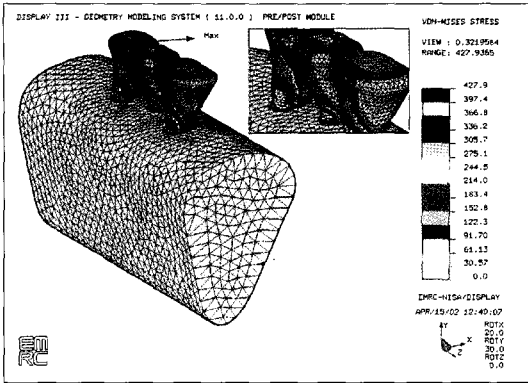 DISPLAY III - GEOMETRY MODELING SYSTEM ( 11.0.0 ) PRE/POST MODULE
Max
VON-MISES STRESS
VIEW : 0.3219584
RANGE: 427.9365
427.9
397.4
366.8
336.2
305.7
275.1
244.5
214.0
183.4
152.8
122.3
91.70
61.13
30.57
0.0
EMRC-NISA/DISPLAY
APR/15/02 12:40:07
Y
X
Z
ROTX
20.0
ROTY
30.0
ROTZ
0.0
EM
RC